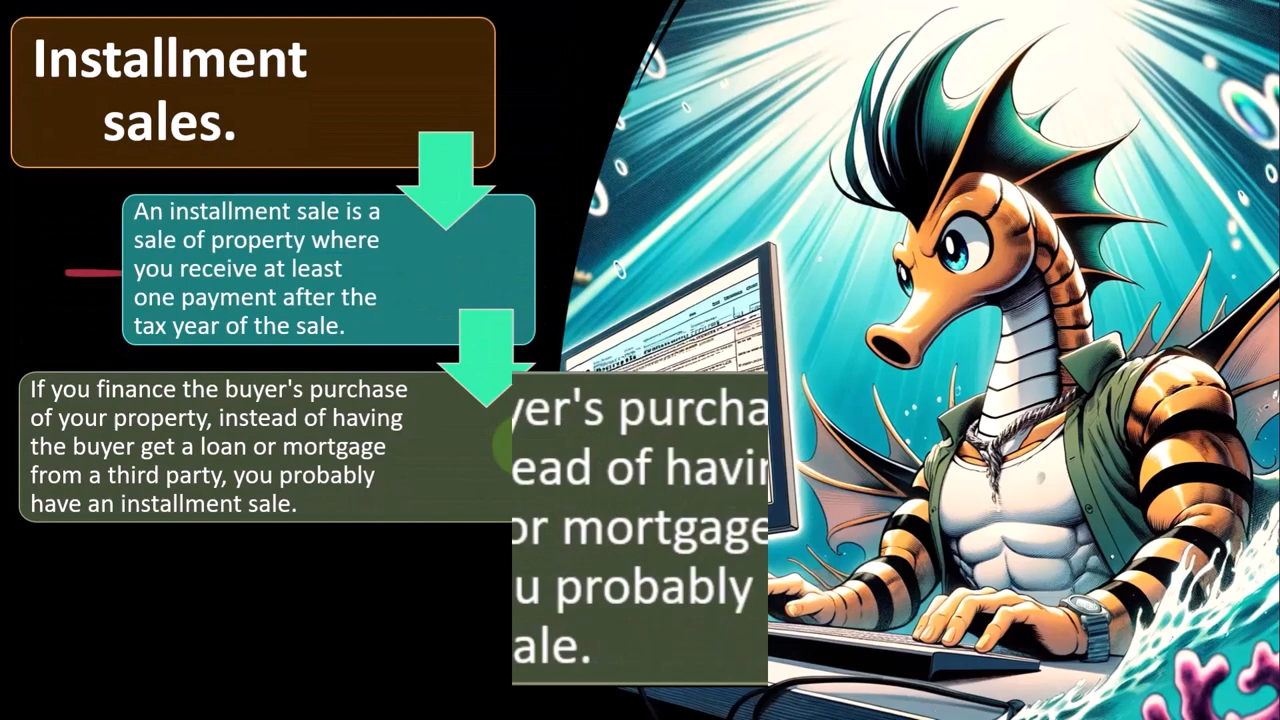 Installment
sales.
An installment sale is a
sale of property where
you receive at least
one payment after the
tax year of the sale.
If you finance the buyer's purchase
of your property, instead of having
the buyer get a loan or mortgage
from a third party, you probably
have an installment sale.
yer's purcha
ead of havin
or mortgage
u probably
ale.